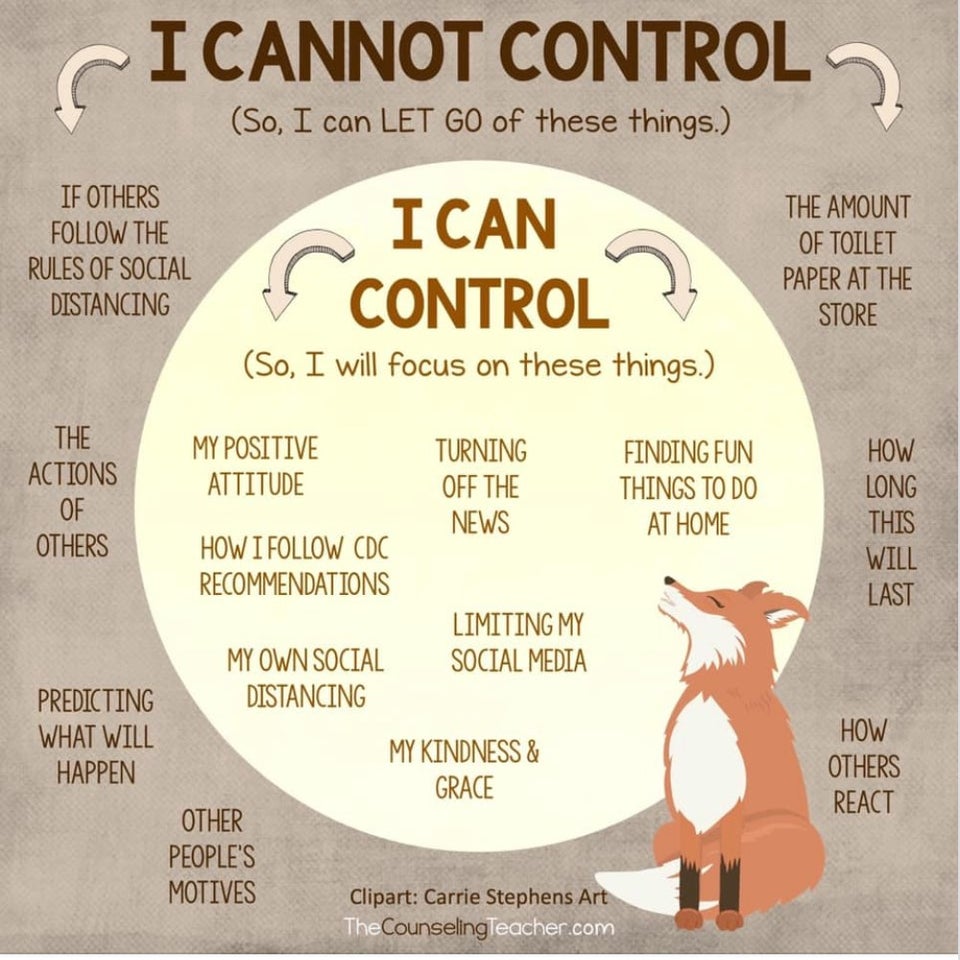 I CANNOT CONTROL
(So, I can LET GO of these things.)
IF OTHERS
FOLLOW THE
RULES OF SOCIAL
DISTANCING
THE AMOUNT
OF TOILET
PAPER AT THE
STORE
I CAN
CONTROL
(So, I will focus on these things.)
THE
ACTIONS
OF
OTHERS
MY POSITIVE
ATTITUDE
TURNING
OFF THE
NEWS
FINDING FUN
THINGS TO DO
AT HOME
HOW
LONG
THIS
WILL
LAST
HOW I FOLLOW CDC
RECOMMENDATIONS
LIMITING MY
SOCIAL MEDIA
MY OWN SOCIAL
DISTANCING
PREDICTING
WHAT WILL
HAPPEN
MY KINDNESS &
GRACE
HOW
OTHERS
REACT
OTHER
PEOPLE'S
MOTIVES
Clipart: Carrie Stephens Art
TheCounselingTeacher.com